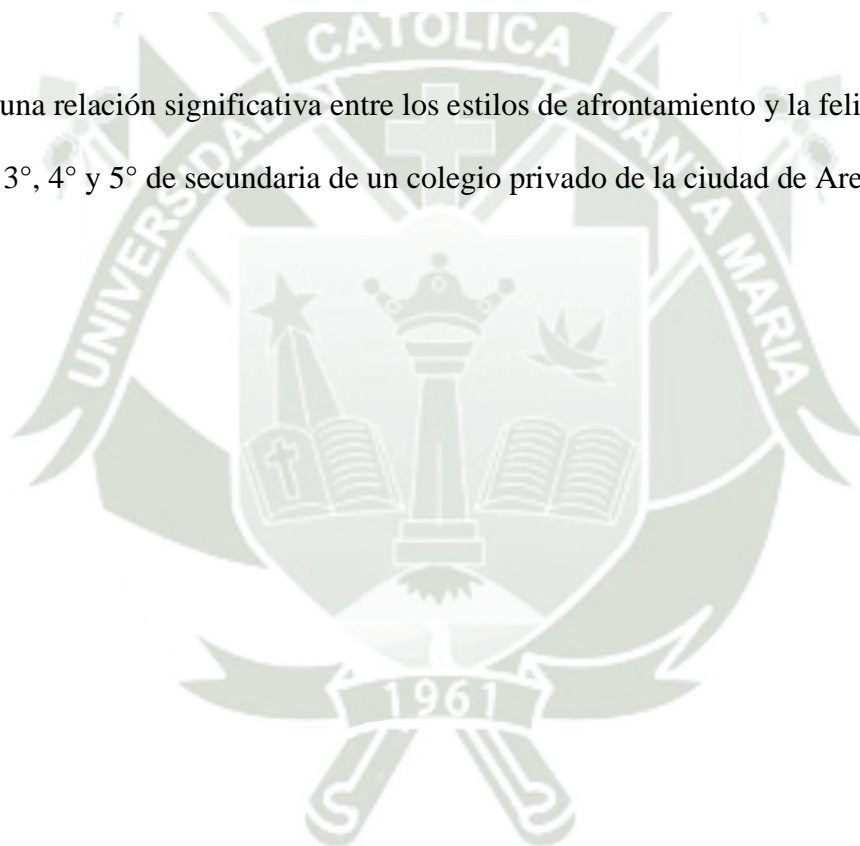 una relación significativa entre los estilos de afrontamiento y la feli
3°, 4° y 5° de secundaria de un colegio privado de la ciudad de Are
UNIVERSIDAD CATOLICA SANTA MARIA
1961